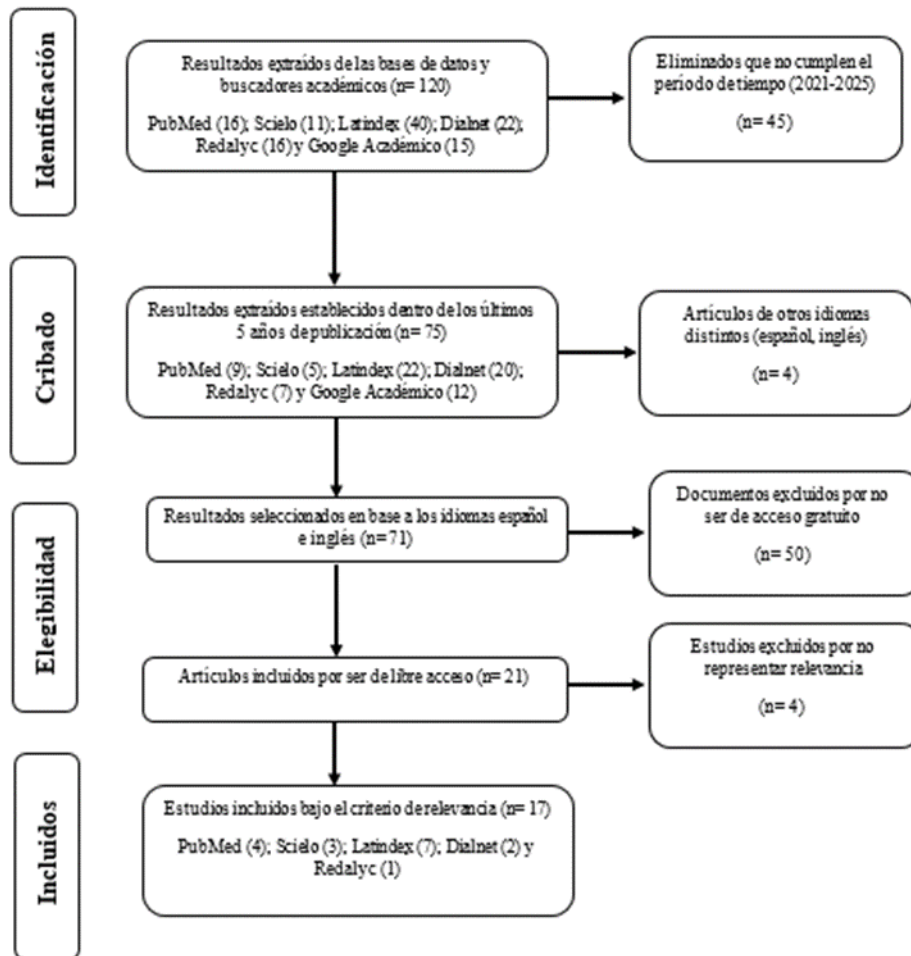 Identificación
Resultados extraídos de las bases de datos y
buscadores académicos (n= 120)
PubMed (16); Scielo (11); Latindex (40); Dialnet (22);
Redalyc (16) y Google Académico (15)
Eliminados que no cumplen el
período de tiempo (2021-2025)
(n= 45)
Cribado
Resultados extraídos establecidos dentro de los últimos
5 años de publicación (n= 75)
PubMed (9); Scielo (5); Latindex (22); Dialnet (20);
Redalyc (7) y Google Académico (12)
Artículos de otros idiomas
distintos (español, inglés)
(n= 4)
Elegibilidad
Resultados seleccionados en base a los idiomas español
e inglés (n= 71)
Documentos excluidos por no
ser de acceso gratuito
(n= 50)
Artículos incluidos por ser de libre acceso (n= 21)
Estudios excluidos por no
representar relevancia
(n= 4)
Incluidos
Estudios incluidos bajo el criterio de relevancia (n= 17)
PubMed (4); Scielo (3); Latindex (7); Dialnet (2) y
Redalyc (1)